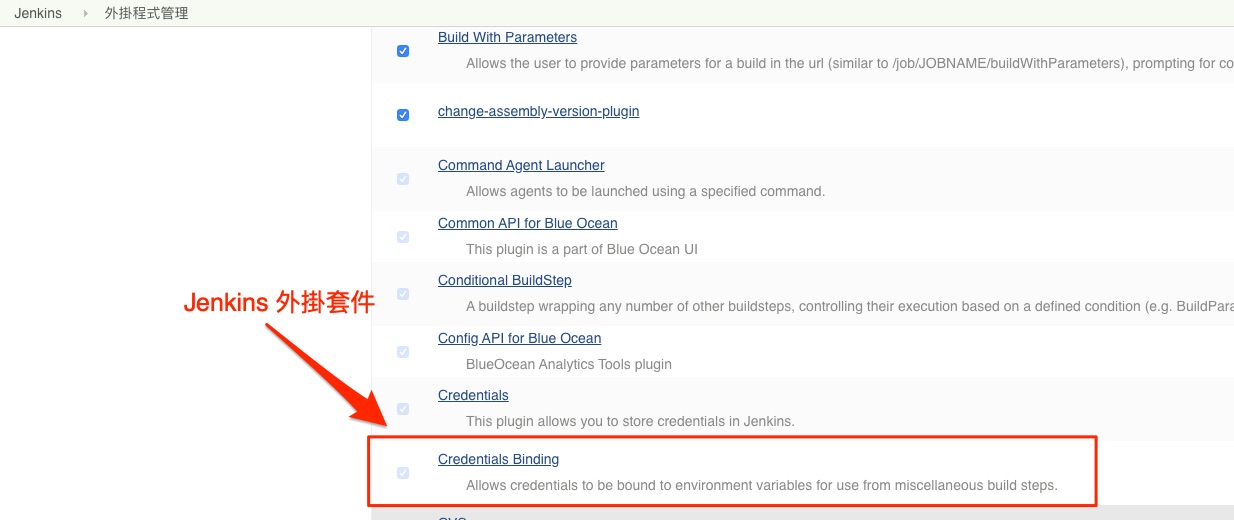 Jenkins
外掛程式管理
Build With Parameters
Allows the user to provide parameters for a build in the url (similar to /job/JOBNAME/buildWithParameters), prompting for co
change-assembly-version-plugin
Command Agent Launcher
Allows agents to be launched using a specified command.
Common API for Blue Ocean
This plugin is a part of Blue Ocean UI
Conditional BuildStep
A buildstep wrapping any number of other buildsteps, controlling their execution based on a defined condition (e.g. BuildPara
Jenkins 外掛套件
Config API for Blue Ocean
BlueOcean Analytics Tools plugin
Credentials
This plugin allows you to store credentials in Jenkins.
Credentials Binding
Allows credentials to be bound to environment variables for use from miscellaneous build steps.